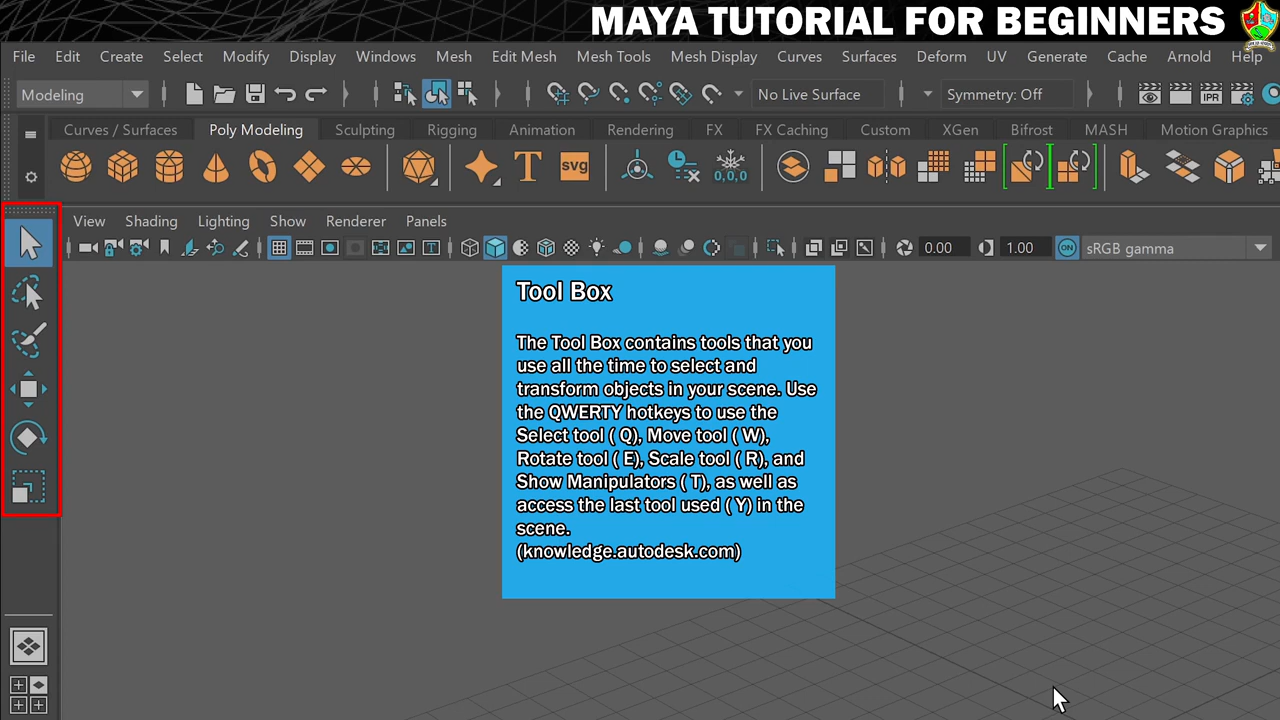 MAYA TUTORIAL FOR BEGINNERS
File Edit Create Select Modify Display Windows Mesh Edit Mesh Mesh Tools Mesh Display Curves Surfaces Deform UV Generate Cache Arnold Help
Modeling No Live Surface Symmetry: Off IPR
Curves / Surfaces Poly Modeling Sculpting Rigging Animation Rendering FX FX Caching Custom XGen Bifrost MASH Motion Graphics
T svg 0,0,0
View Shading Lighting Show Renderer Panels
T 0.00 1.00 ON sRGB gamma
Tool Box
The Tool Box contains tools that you
use all the time to select and
transform objects in your scene. Use
the QWERTY hotkeys to use the
Select tool ( Q), Move tool ( W),
Rotate tool ( E), Scale tool ( R), and
Show Manipulators ( T), as well as
access the last tool used ( Y) in the
scene.
(knowledge.autodesk.com)